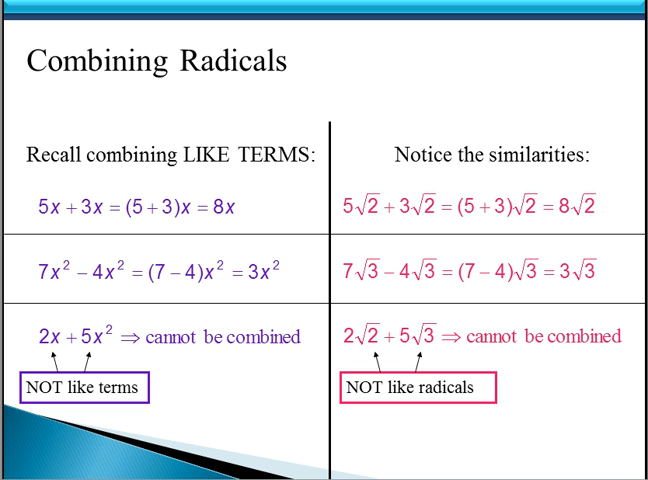 Combining Radicals
Recall combining LIKE TERMS:
5x + 3x = (5 + 3)x = 8x
7x² − 4x² = (7 − 4)x² = 3x²
2x + 5x² ⇒ cannot be combined
NOT like terms
Notice the similarities:
5√2 + 3√2 = (5 + 3)√2 = 8√2
7√3 − 4√3 = (7 − 4)√3 = 3√3
2√2 + 5√3 ⇒ cannot be combined
NOT like radicals